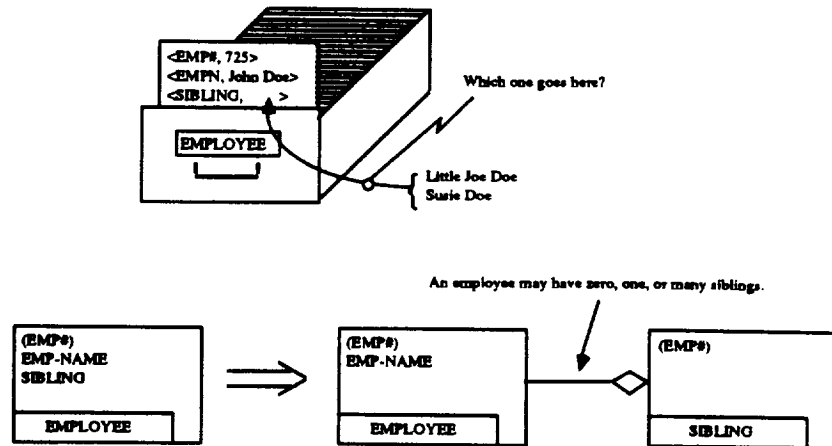 <EMP#, 725>
<EMPN, John Doe>
<SIBLING, >
Which one goes here?
EMPLOYEE
Little Joe Doe
Susie Doe
An employee may have zero, one, or many siblings.
(EMP#)
EMP-NAME
SIBLING
EMPLOYEE
(EMP#)
EMP-NAME
EMPLOYEE
(EMP#)
SIBLING